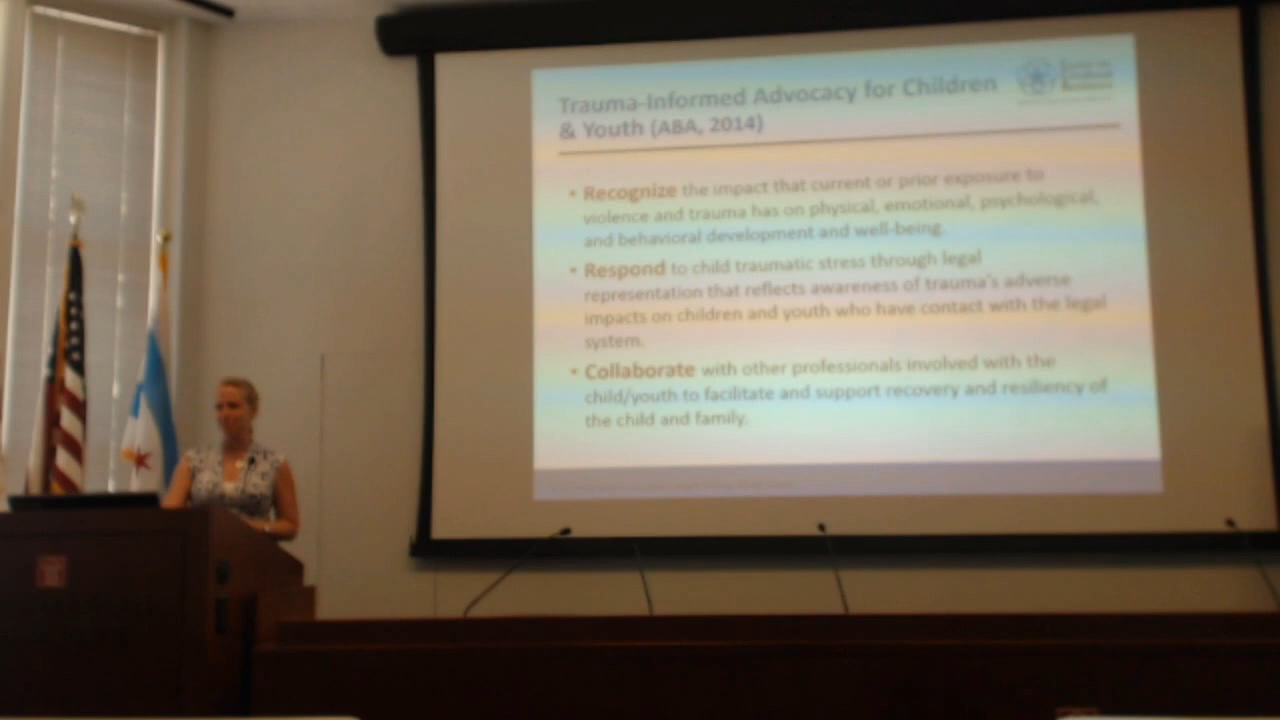 Trauma-Informed Advocacy for Children
& Youth (ABA, 2014)
• Recognize the impact that current or prior exposure to
violence and trauma has on physical, emotional, psychological,
and behavioral development and well-being.
• Respond to child traumatic stress through legal
representation that reflects awareness of trauma's adverse
impacts on children and youth who have contact with the legal
system.
• Collaborate with other professionals involved with the
child/youth to facilitate and support recovery and resiliency of
the child and family.